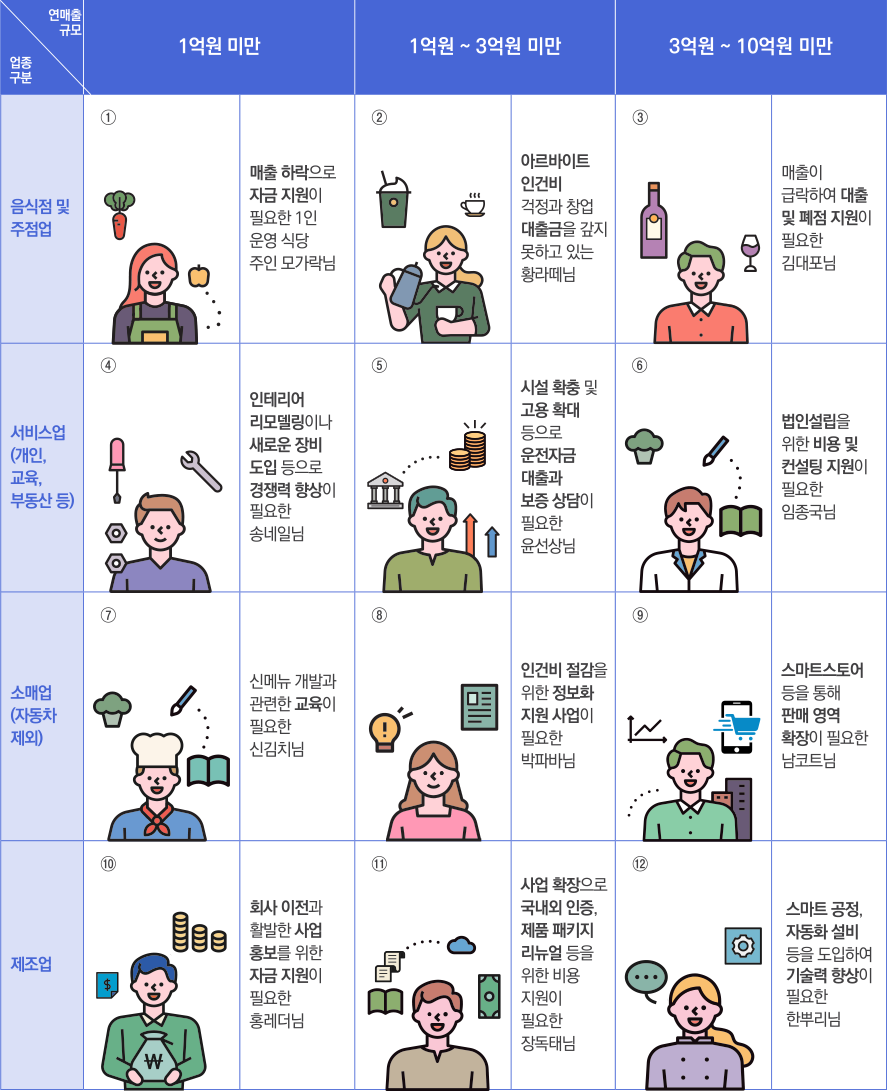 연매출
규모
업종
구분
1억원 미만
1억원 ~ 3억원 미만
3억원 ~ 10억원 미만
음식점 및
주점업
①
매출 하락으로
자금 지원이
필요한 1인
운영 식당
주인 모가락님
②
아르바이트
인건비
걱정과 창업
대출금을 갚지
못하고 있는
황라떼님
③
매출이
급락하여 대출
및 폐점 지원이
필요한
김대포님
서비스업
(개인,
교육,
부동산 등)
④
인테리어
리모델링이나
새로운 장비
도입 등으로
경쟁력 향상이
필요한
송네일님
⑤
시설 확충 및
고용 확대
등으로
운전자금
대출과
보증 상담이
필요한
윤선상님
⑥
법인설립을
위한 비용 및
컨설팅 지원이
필요한
임종국님
소매업
(자동차
제외)
⑦
신메뉴 개발과
관련한 교육이
필요한
신김치님
⑧
인건비 절감을
위한 정보화
지원 사업이
필요한
박파바님
⑨
스마트스토어
등을 통해
판매 영역
확장이 필요한
남코트님
제조업
⑩
$
₩
회사 이전과
활발한 사업
홍보를 위한
자금 지원이
필요한
홍레더님
⑪
사업 확장으로
국내외 인증,
제품 패키지
리뉴얼 등을
위한 비용
지원이
필요한
장독태님
⑫
스마트 공정,
자동화 설비
등을 도입하여
기술력 향상이
필요한
한뿌리님